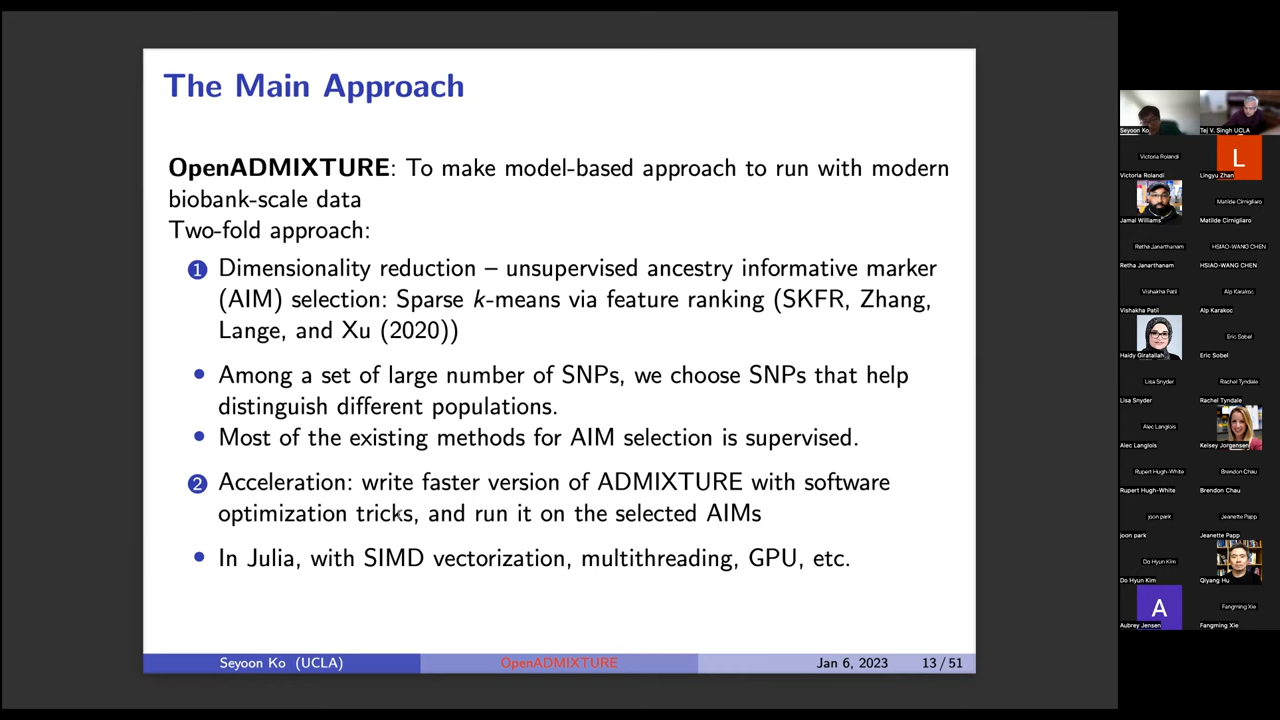 The Main Approach
OpenADMIXTURE: To make model-based approach to run with modern
biobank-scale data
Two-fold approach:
1 Dimensionality reduction – unsupervised ancestry informative marker
(AIM) selection: Sparse k-means via feature ranking (SKFR, Zhang,
Lange, and Xu (2020))
• Among a set of large number of SNPs, we choose SNPs that help
distinguish different populations.
• Most of the existing methods for AIM selection is supervised.
2 Acceleration: write faster version of ADMIXTURE with software
optimization tricks, and run it on the selected AIMs
• In Julia, with SIMD vectorization, multithreading, GPU, etc.
Seyoon Ko (UCLA) OpenADMIXTURE Jan 6, 2023 13 / 51
Seyoon Ko
Tej V. Singh UCLA
Victoria Rolandi
Victoria Rolandi
L
Lingyu Zhan
Jamal Williams
Matilde Cirnigliaro
Matilde Cirnigliaro
Retha Janarthanam
Retha Janarthanam
HSIAO-WANG CHEN
HSIAO-WANG CHEN
Vishakha Patil
Vishakha Patil
Alp Karakoc
Alp Karakoc
Haidy Giratallah
Eric Sobel
Eric Sobel
Lisa Snyder
Lisa Snyder
Rachel Tyndale
Rachel Tyndale
Alec Langlois
Alec Langlois
Kelsey Jorgensen
Rupert Hugh-White
Rupert Hugh-White
Brendon Chau
Brendon Chau
joon park
joon park
Jeanette Papp
Jeanette Papp
Do Hyun Kim
Do Hyun Kim
Qiyang Hu
A
Aubrey Jensen
Fangming Xie
Fangming Xie